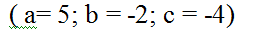 ( a= 5; b = -2; c = -4)